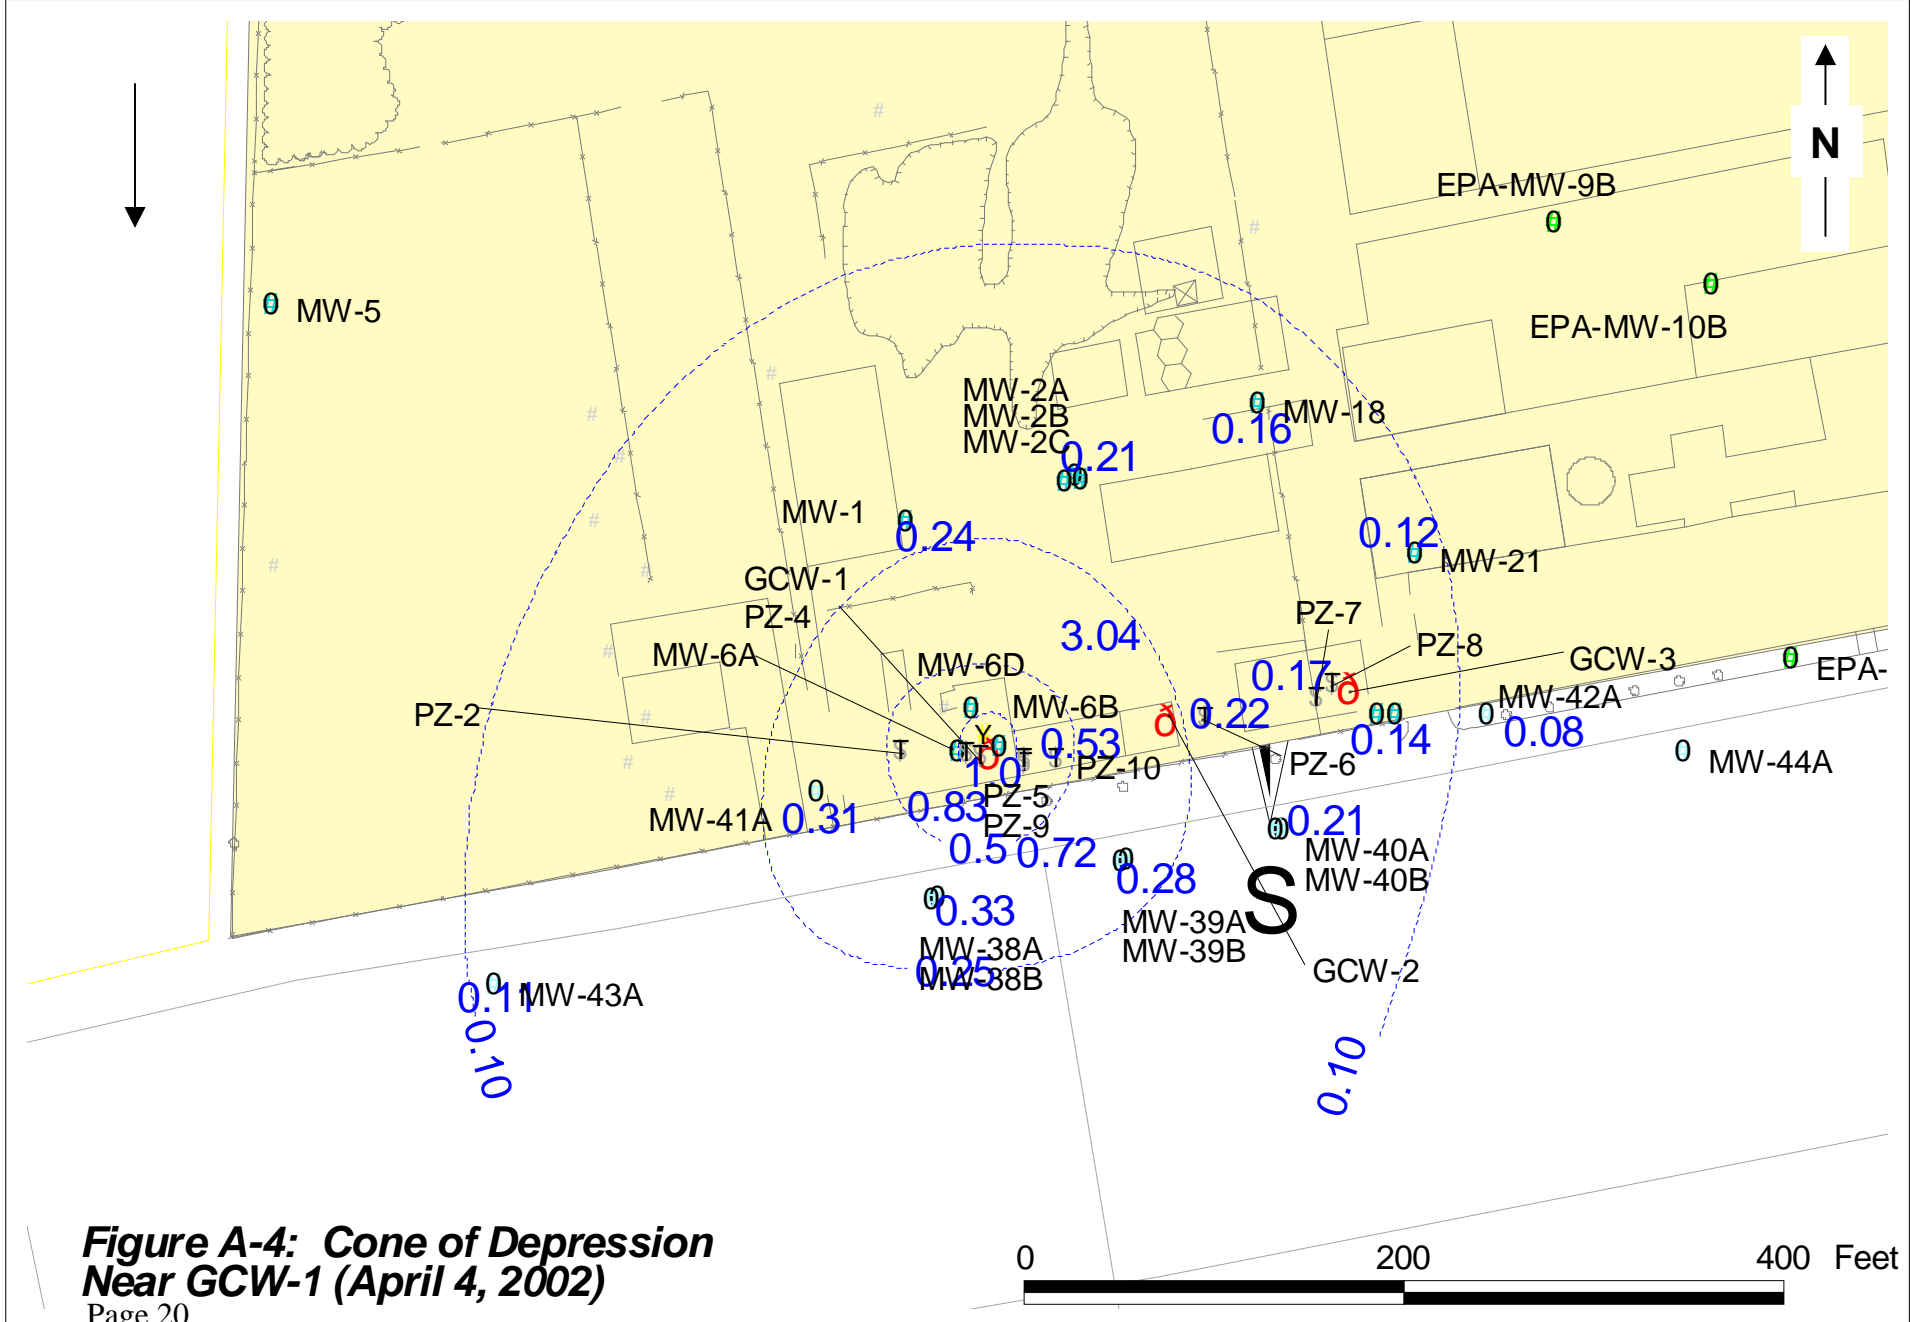 N
EPA-MW-9B
MW-5
EPA-MW-10B
MW-2A
MW-2B
MW-2C
0.21
MW-18
0.16
MW-1
0.24
0.12
MW-21
GCW-1
PZ-4
3.04
PZ-7
PZ-8
MW-6A
MW-6D
0.17
GCW-3
EPA-
PZ-2
MW-6B
0.22
MW-42A
0.53
0.14
0.08
1.0
PZ-10
PZ-6
MW-44A
0.83
PZ-5
MW-41A
0.31
PZ-9
0.21
0.5
0.72
MW-40A
0.28
MW-40B
S
0.33
MW-39A
MW-38A
MW-39B
0.25
MW-38B
GCW-2
0.11
MW-43A
0.10
0.10
Figure A-4: Cone of Depression
Near GCW-1 (April 4, 2002)
0 200 400 Feet
Page 20